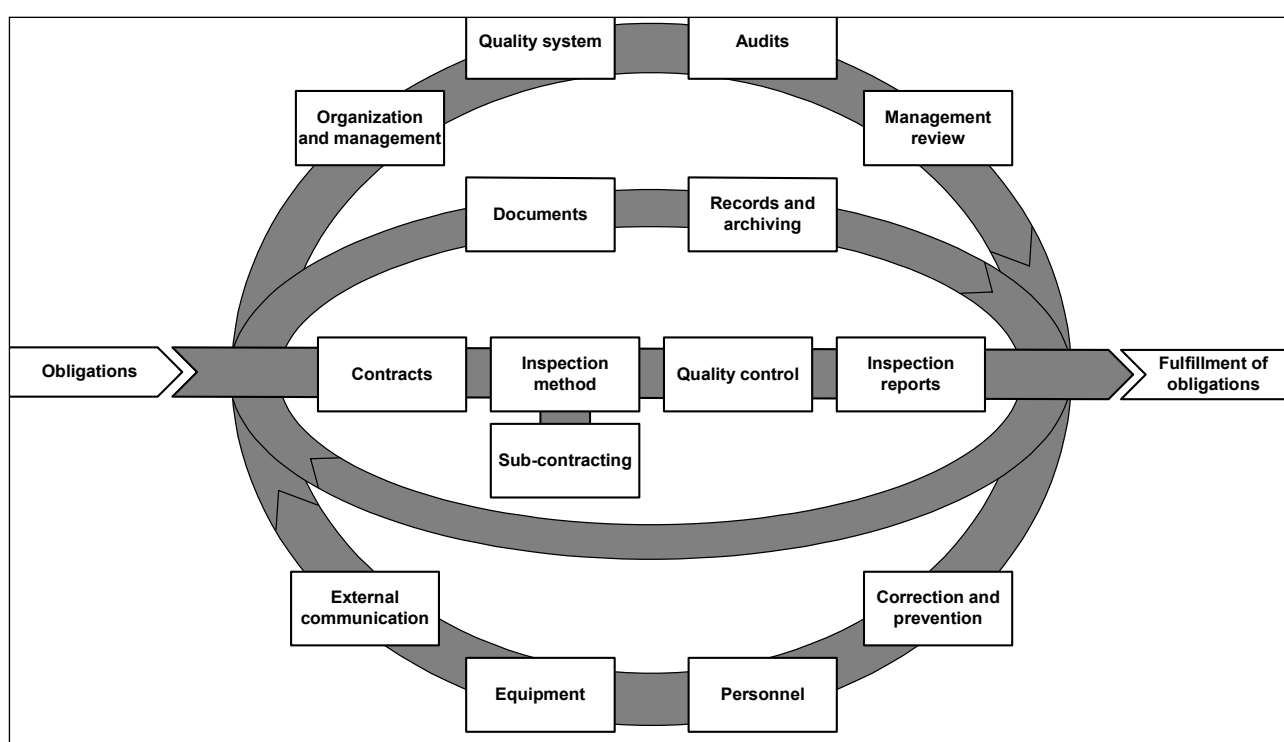 Quality system
Audits
Organization
and management
Management
review
Documents
Records and
archiving
Obligations
Contracts
Inspection
method
Quality control
Inspection
reports
Fulfillment of
obligations
Sub-contracting
External
communication
Correction and
prevention
Equipment
Personnel